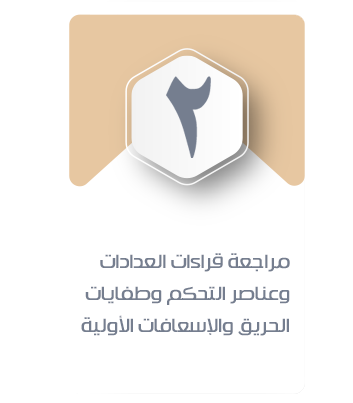 ٢
مراجعة قراءات العدادات
وعناصر التحكم وطفايات
الحريق والإسعافات الأولية